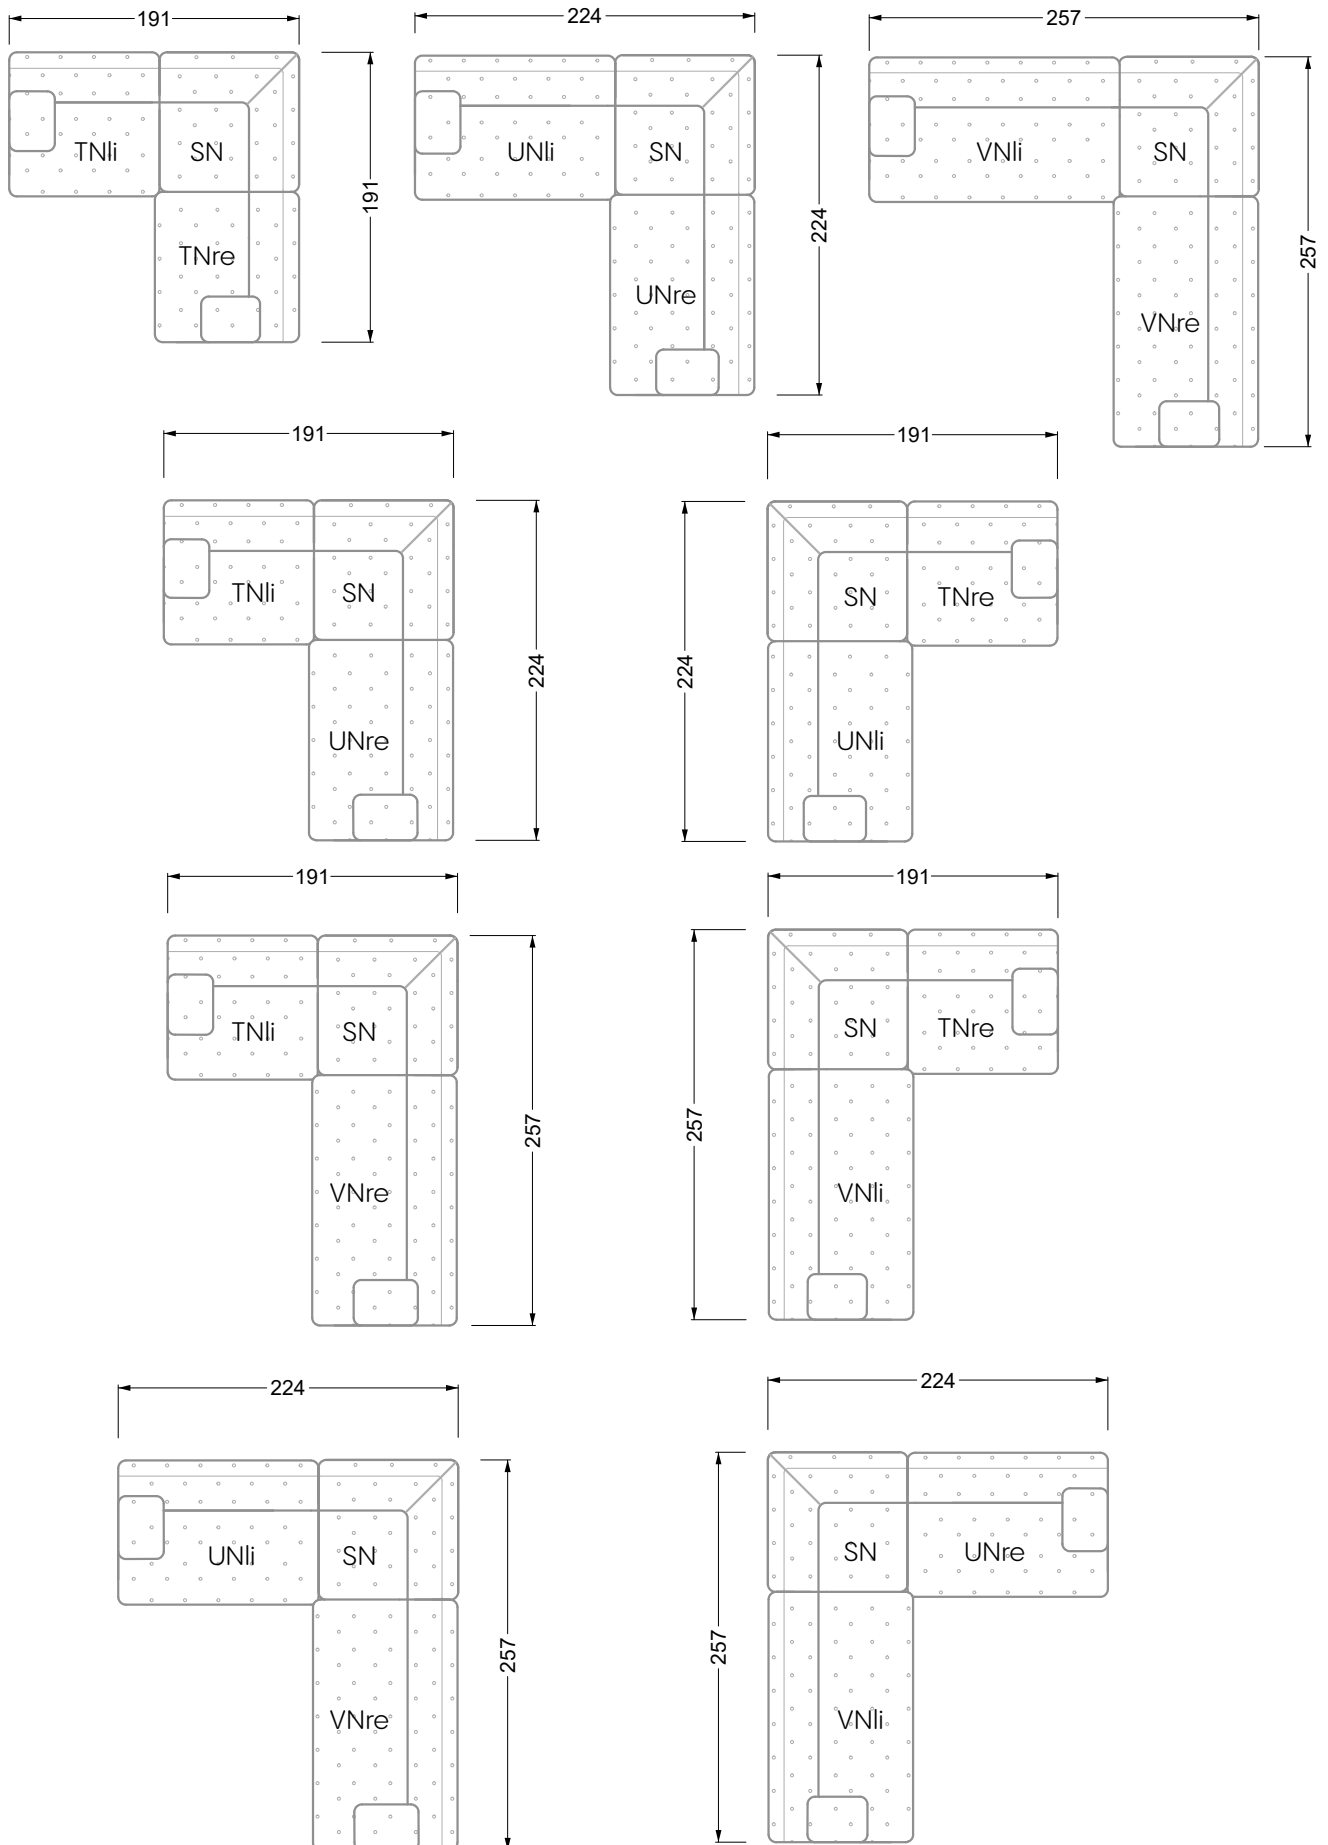 191
224
257
TNli SN
191
TNre
UNli SN
224
UNre
VNli SN
257
VNre
191
191
TNli SN
224
UNre
224
SN TNre
UNli
191
191
TNli SN
257
VNre
257
SN TNre
VNli
224
224
UNli SN
257
VNre
257
SN UNre
VNli